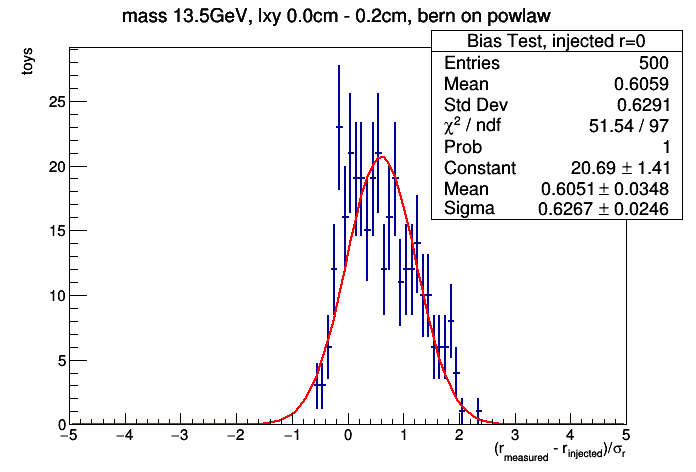 mass 13.5GeV, lxy 0.0cm - 0.2cm, bern on powlaw
toys
Bias Test, injected r=0
Entries 500
Mean 0.6059
Std Dev 0.6291
χ² / ndf 51.54 / 97
Prob 1
Constant 20.69 ± 1.41
Mean 0.6051 ± 0.0348
Sigma 0.6267 ± 0.0246
25
20
15
10
5
0
−5 −4 −3 −2 −1 0 1 2 3 4 5
(r_measured - r_injected)/σ_r